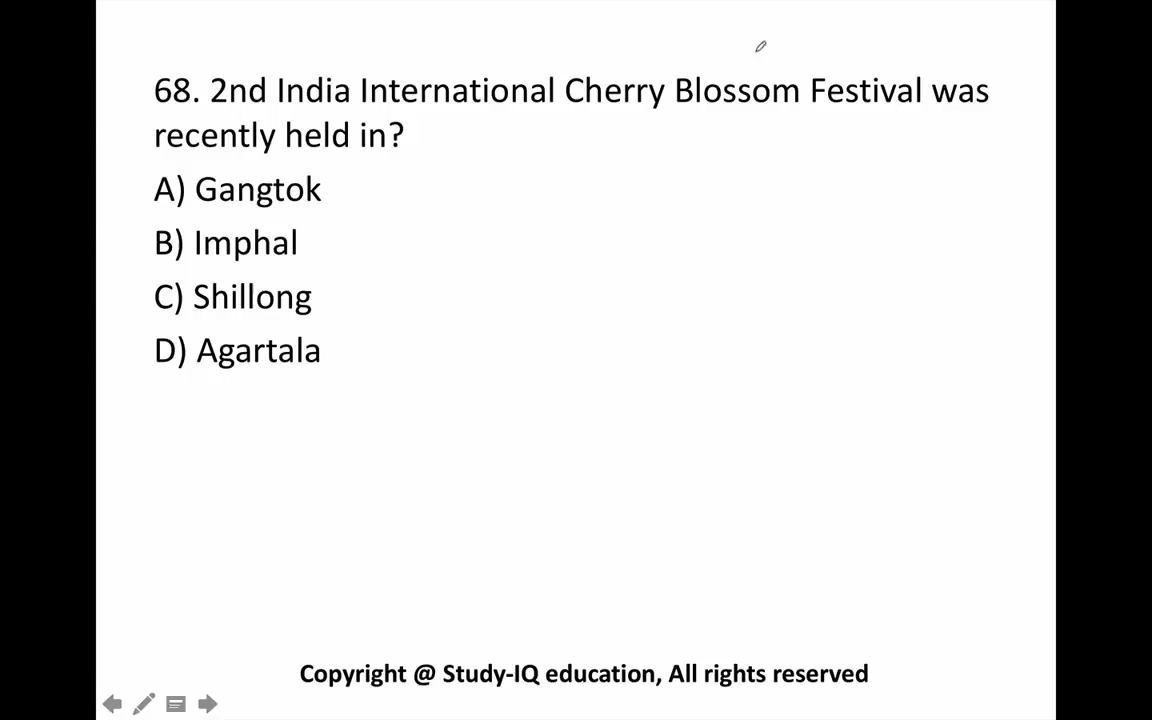 68. 2nd India International Cherry Blossom Festival was
recently held in?
A) Gangtok
B) Imphal
C) Shillong
D) Agartala
Copyright @ Study-IQ education, All rights reserved